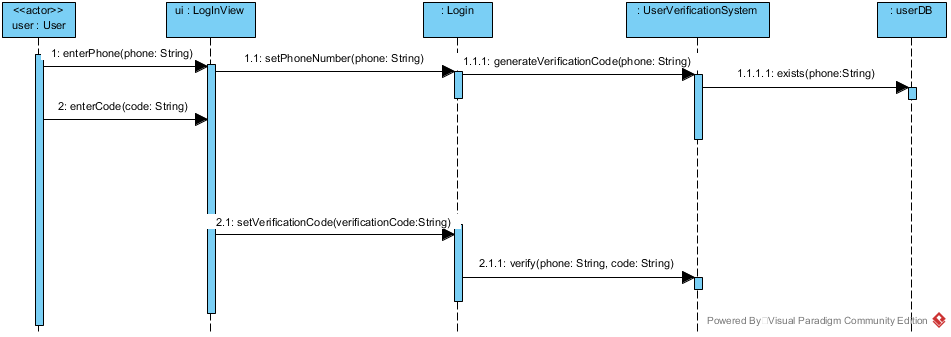 <<actor>>
user : User
ui : LogInView
: Login
: UserVerificationSystem
: userDB
1: enterPhone(phone: String)
1.1: setPhoneNumber(phone: String)
1.1.1: generateVerificationCode(phone: String)
1.1.1.1: exists(phone:String)
2: enterCode(code: String)
2.1: setVerificationCode(verificationCode:String)
2.1.1: verify(phone: String, code: String)
Powered By Visual Paradigm Community Edition